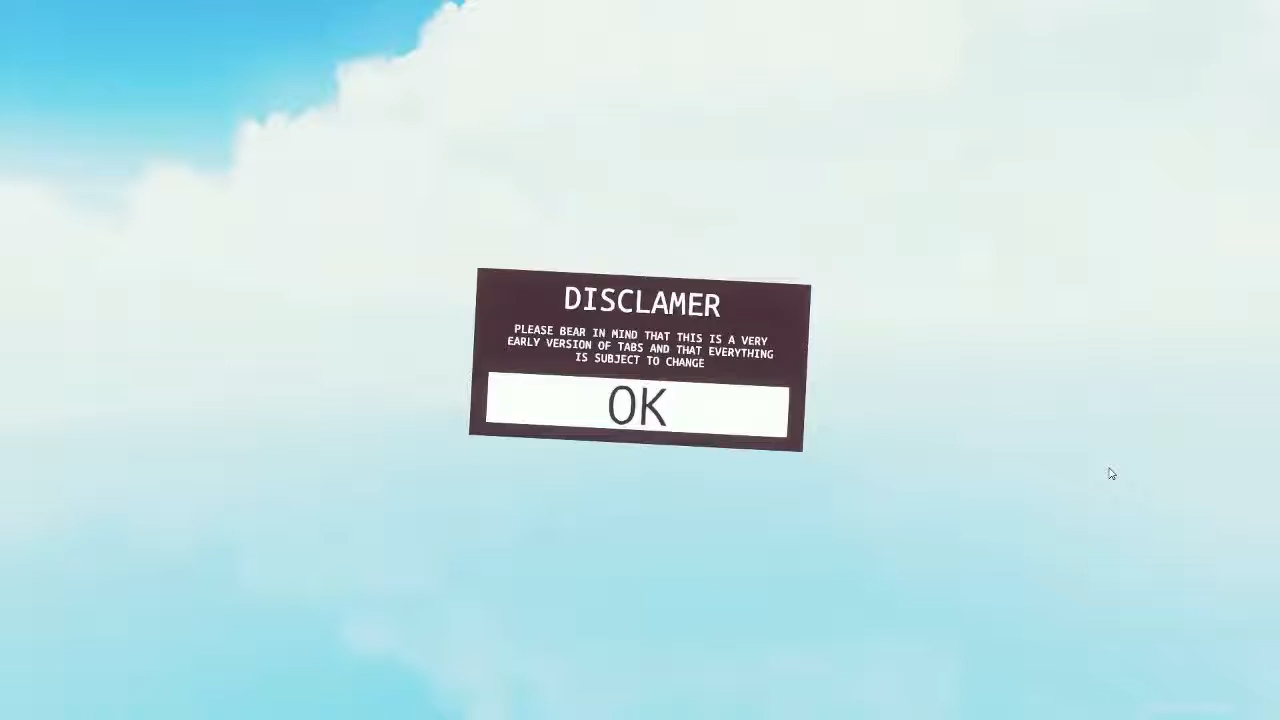 DISCLAMER
PLEASE BEAR IN MIND THAT THIS IS A VERY
EARLY VERSION OF TABS AND THAT EVERYTHING
IS SUBJECT TO CHANGE
OK